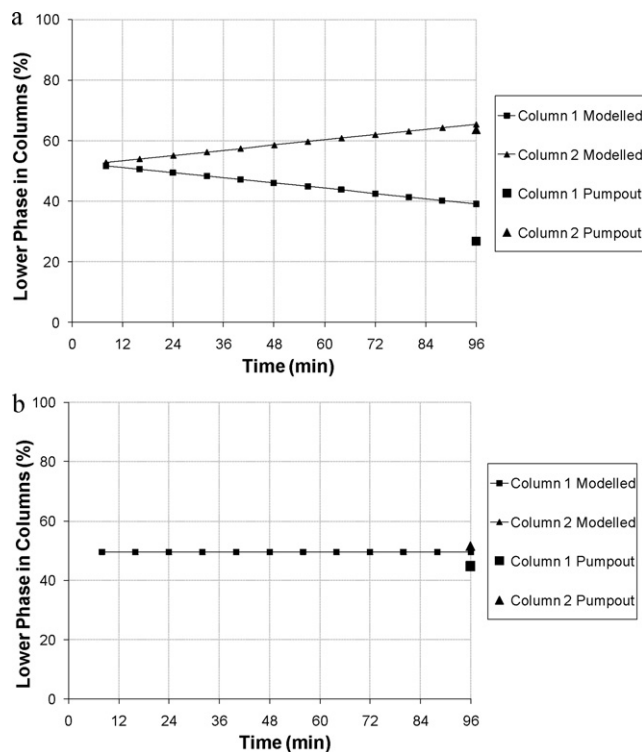 a
100
80
60
40
20
0
Lower Phase in Columns (%)
0 12 24 36 48 60 72 84 96
Time (min)
Column 1 Modelled
Column 2 Modelled
Column 1 Pumpout
Column 2 Pumpout
b
100
80
60
40
20
0
Lower Phase in Columns (%)
0 12 24 36 48 60 72 84 96
Time (min)
Column 1 Modelled
Column 2 Modelled
Column 1 Pumpout
Column 2 Pumpout